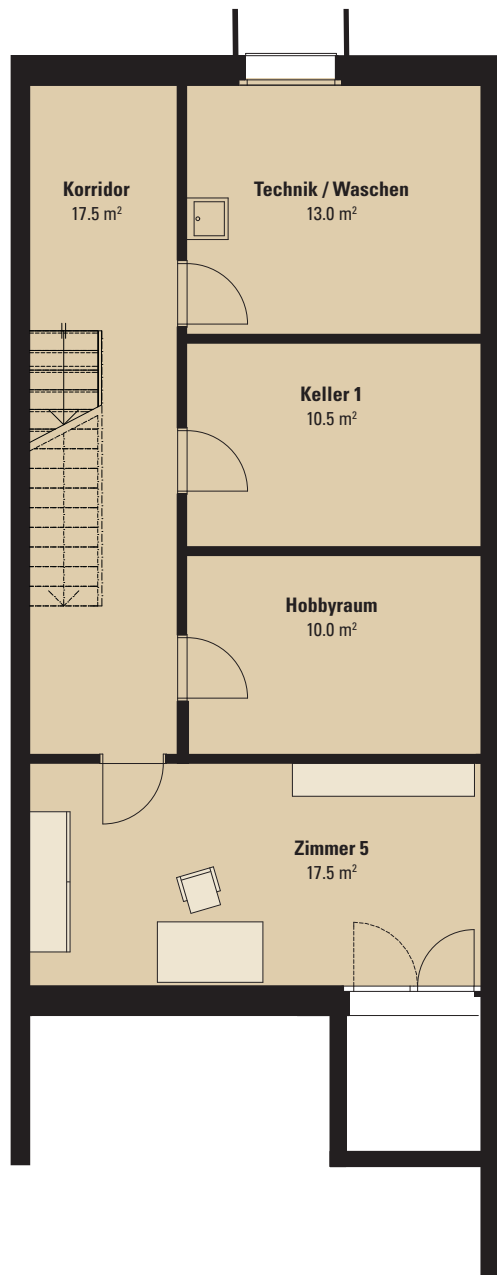 Korridor
17.5 m²
Technik / Waschen
13.0 m²
Keller 1
10.5 m²
Hobbyraum
10.0 m²
Zimmer 5
17.5 m²